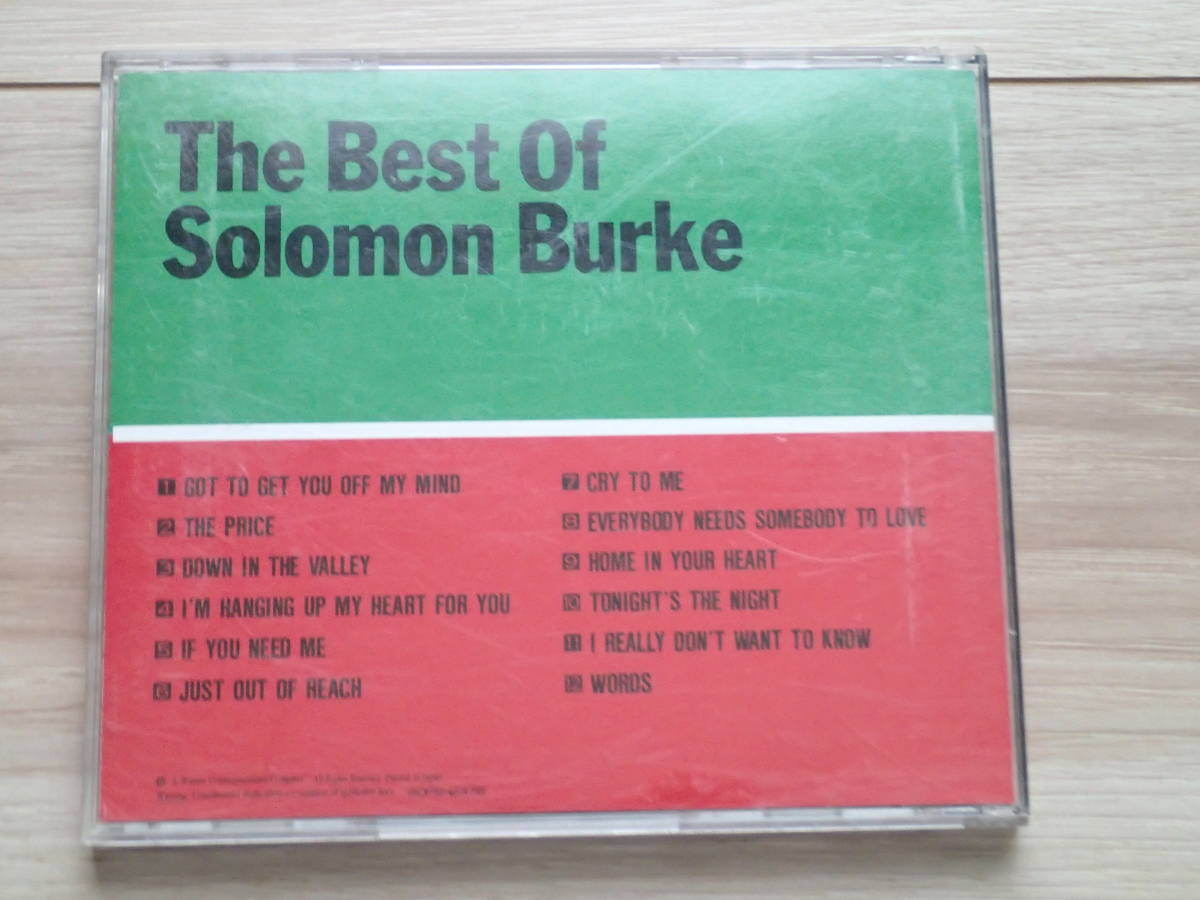 The Best Of
Solomon Burke
1 GOT TO GET YOU OFF MY MIND
2 THE PRICE
3 DOWN IN THE VALLEY
4 I'M HANGING UP MY HEART FOR YOU
5 IF YOU NEED ME
6 JUST OUT OF REACH
7 CRY TO ME
8 EVERYBODY NEEDS SOMEBODY TO LOVE
9 HOME IN YOUR HEART
10 TONIGHT'S THE NIGHT
11 I REALLY DON'T WANT TO KNOW
12 WORDS
A Warner Communications Company